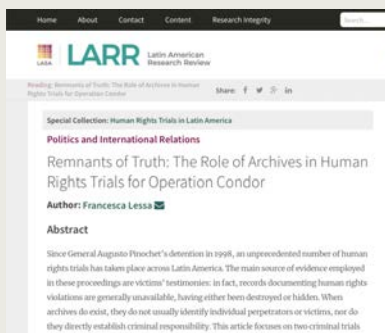 Home About Contact Content Research Integrity Search...
LASA
LARR Latin American
Research Review
Reading: Remnants of Truth: The Role of Archives in Human
Rights Trials for Operation Condor
Share: f in
Special Collection: Human Rights Trials in Latin America
Politics and International Relations
Remnants of Truth: The Role of Archives in Human
Rights Trials for Operation Condor
Author: Francesca Lessa
Abstract
Since General Augusto Pinochet's detention in 1998, an unprecedented number of human
rights trials has taken place across Latin America. The main source of evidence employed
in these proceedings are victims' testimonies: in fact, records documenting human rights
violations are generally unavailable, having either been destroyed or hidden. When
archives do exist, they do not usually identify individual perpetrators or victims, nor do
they directly establish criminal responsibility. This article focuses on two criminal trials